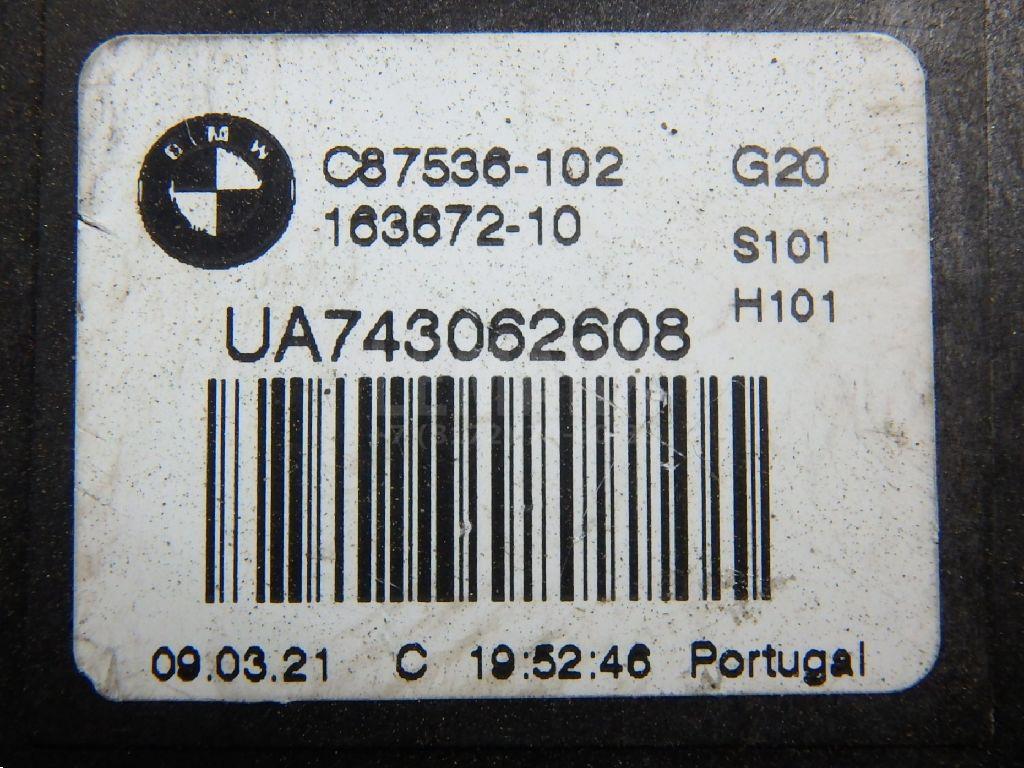 BMW
C87536-102 G20
163672-10 S101
H101
UA743062608
09.03.21 C 19:52:46 Portugal